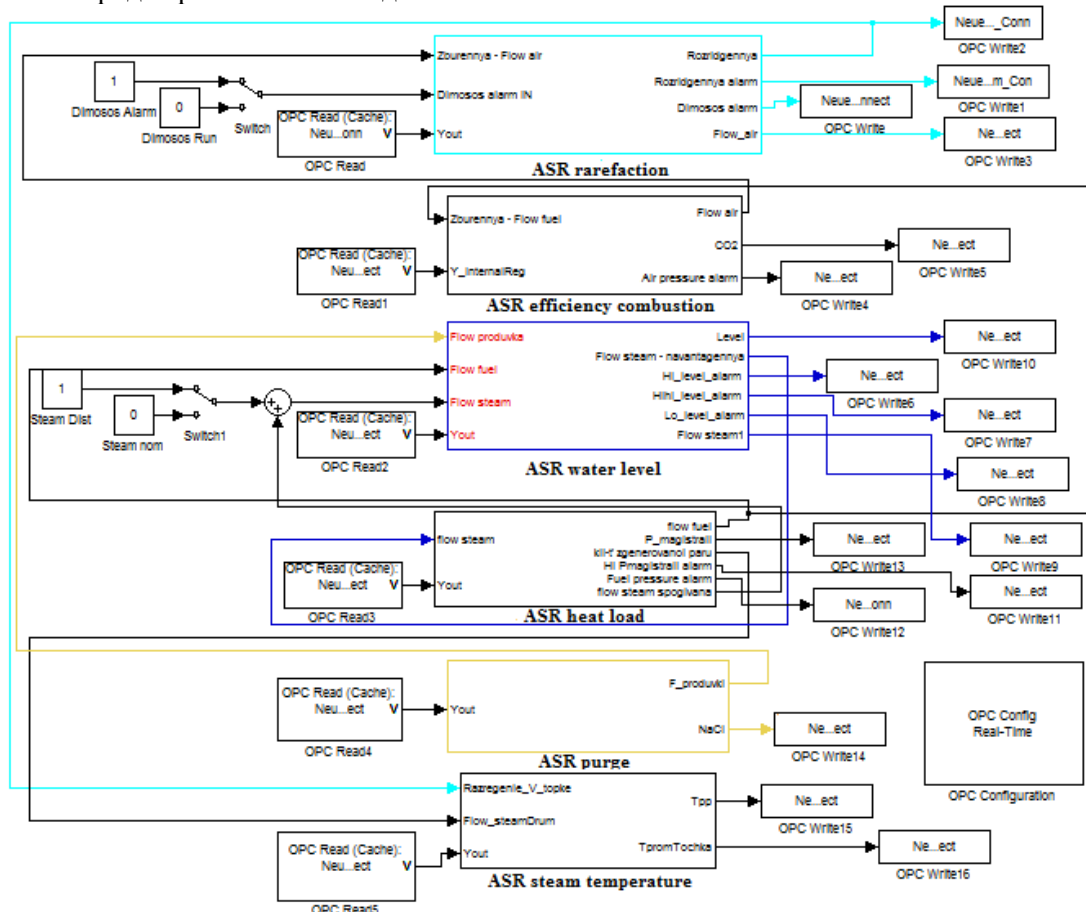 Neue..._Conn
OPC Write2
Zburennya - Flow air
Rozridgennya
1
Dimosos Alarm
0
Dimosos Run
Switch
Dimosos alarm IN
Rozridgennya alarm
Neue...m_Con
OPC Write1
Dimosos alarm
Neue...nnect
OPC Write
OPC Read (Cache):
Neu...onn
V
OPC Read
Yout
Flow_air
Ne...ect
OPC Write3
ASR rarefaction
Zburennya - Flow fuel
Flow air
CO2
Ne...ect
OPC Write5
OPC Read (Cache):
Neu...ect
V
OPC Read1
Y_InternalReg
Air pressure alarm
Ne...ect
OPC Write4
ASR efficiency combustion
Flow produvka
Level
Ne...ect
OPC Write10
Flow steam - navantagennya
Flow fuel
Hi_level_alarm
Ne...ect
OPC Write6
1
Steam Dist
0
Steam nom
Switch1
Flow steam
Hihi_level_alarm
Ne...ect
OPC Write7
Lo_level_alarm
OPC Read (Cache):
Neu...ect
V
OPC Read2
Yout
Flow steam1
Ne...ect
OPC Write8
ASR water level
flow steam
flow fuel
P_magistrali
Ne...ect
OPC Write13
Ne...ect
OPC Write9
kil-t' zgenerovanoi paru
Hi Pmagistrali alarm
Ne...ect
OPC Write11
OPC Read (Cache):
Neu...ect
V
OPC Read3
Yout
Fuel pressure alarm
flow steam spogivana
Ne...onn
OPC Write12
ASR heat load
F_produvki
OPC Read (Cache):
Neu...ect
V
OPC Read4
Yout
NaCl
Ne...ect
OPC Write14
ASR purge
OPC Config
Real-Time
OPC Configuration
Razregenie_V_topke
Tpp
Ne...ect
OPC Write15
Flow_steamDrum
OPC Read (Cache):
Neu...ect
V
OPC Read5
Yout
TpromTochka
Ne...ect
OPC Write16
ASR steam temperature